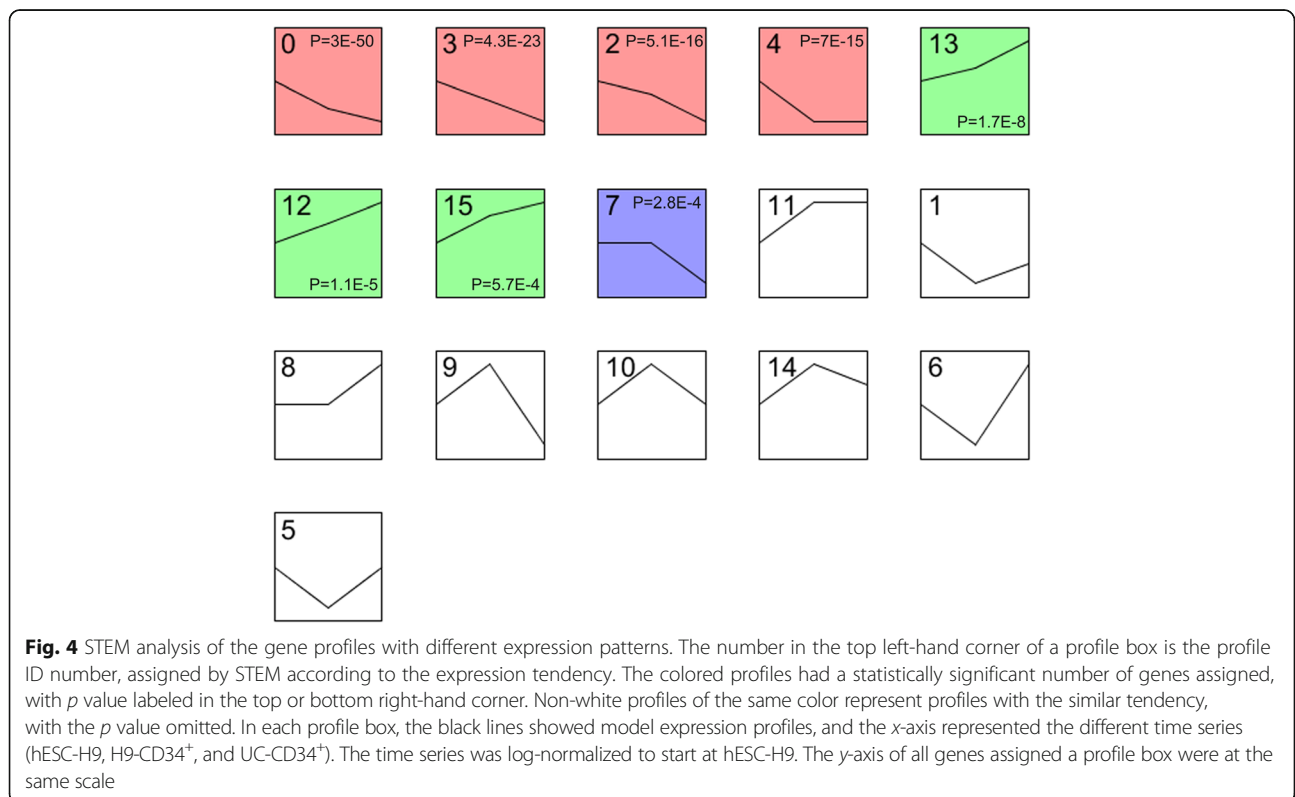 0 P=3E-50
3 P=4.3E-23
2 P=5.1E-16
4 P=7E-15
13
P=1.7E-8
12
P=1.1E-5
15
P=5.7E-4
7 P=2.8E-4
11
1
8
9
10
14
6
5
Fig. 4 STEM analysis of the gene profiles with different expression patterns. The number in the top left-hand corner of a profile box is the profile
ID number, assigned by STEM according to the expression tendency. The colored profiles had a statistically significant number of genes assigned,
with p value labeled in the top or bottom right-hand corner. Non-white profiles of the same color represent profiles with the similar tendency,
with the p value omitted. In each profile box, the black lines showed model expression profiles, and the x-axis represented the different time series
(hESC-H9, H9-CD34⁺, and UC-CD34⁺). The time series was log-normalized to start at hESC-H9. The y-axis of all genes assigned a profile box were at the
same scale